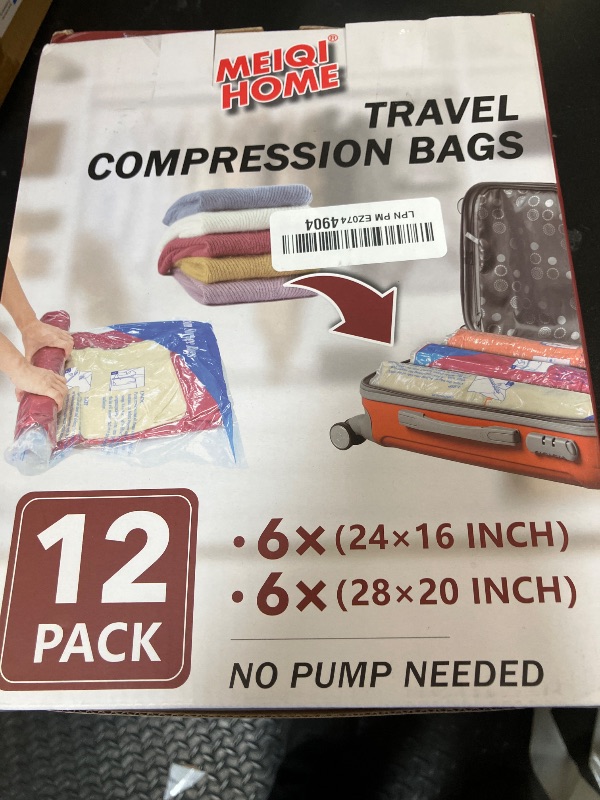 MEIQI®
HOME
TRAVEL
COMPRESSION BAGS
LPN PM EZ0744904
12
PACK
• 6× (24×16 INCH)
• 6× (28×20 INCH)
NO PUMP NEEDED